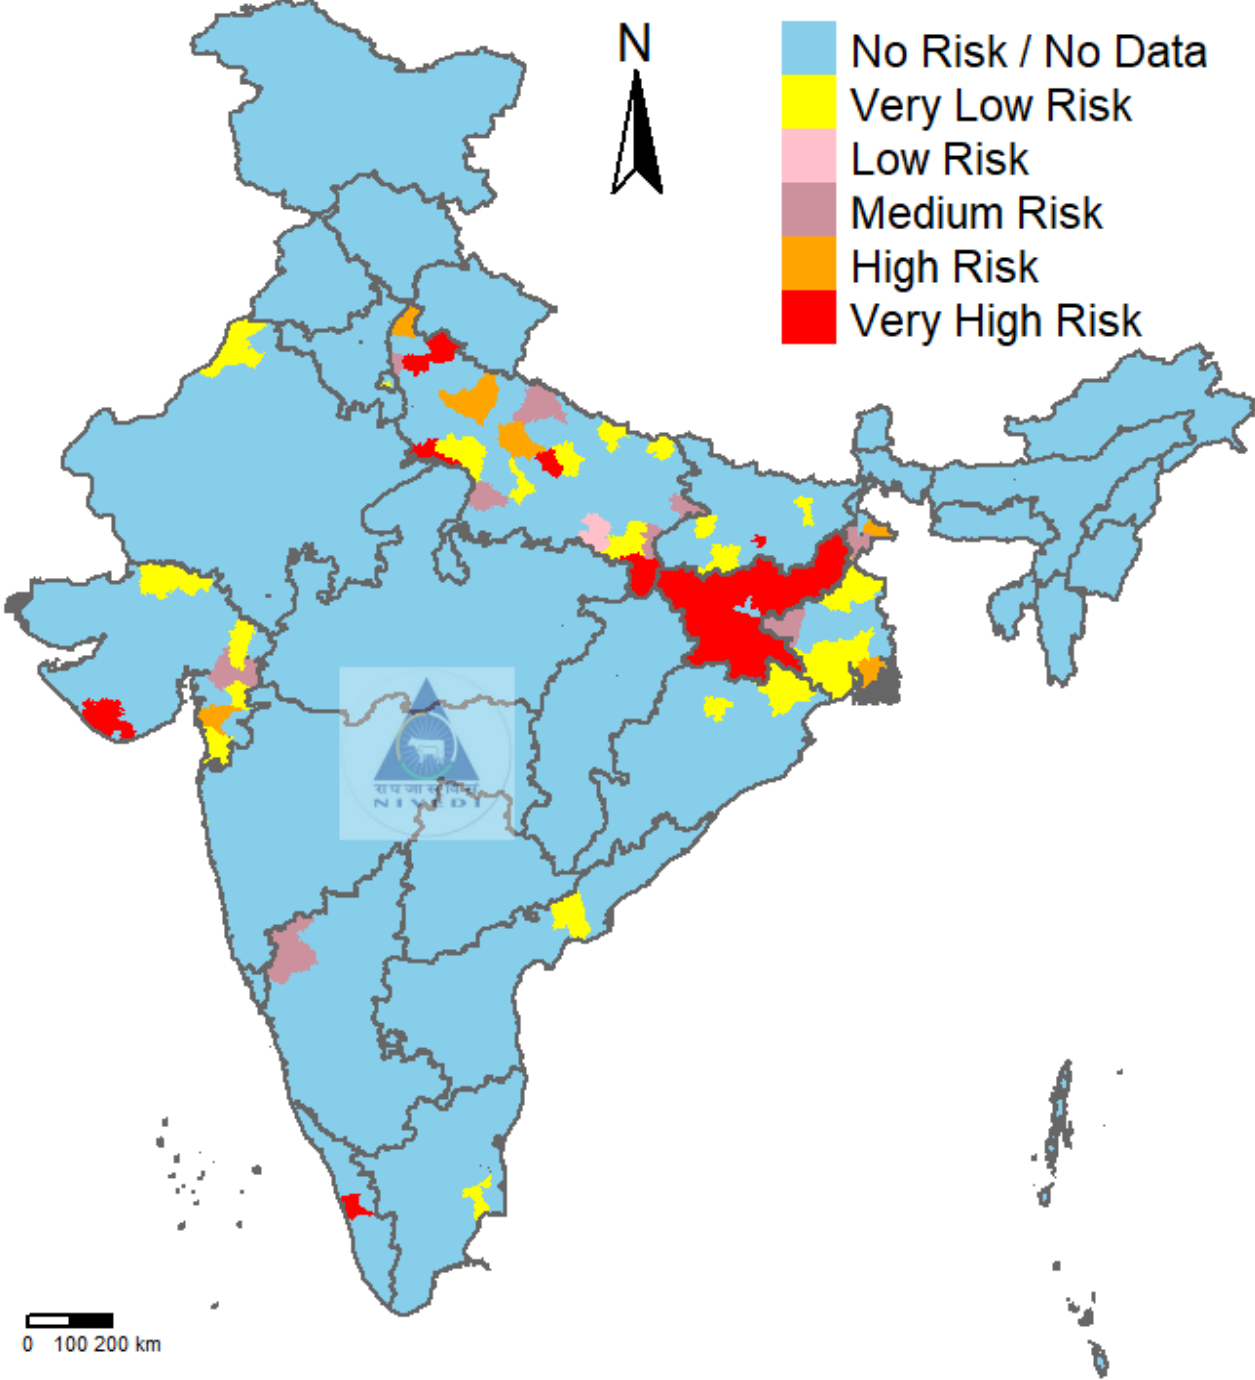 N
No Risk / No Data
Very Low Risk
Low Risk
Medium Risk
High Risk
Very High Risk
NIVEDI
0 100 200 km